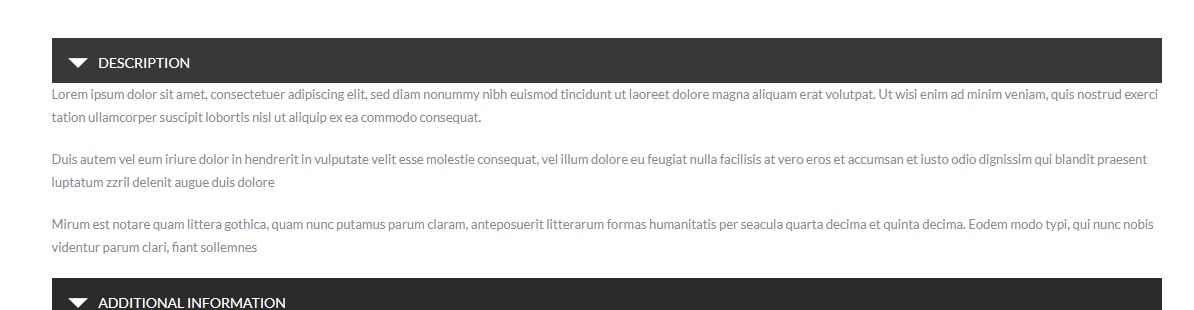 DESCRIPTION
Lorem ipsum dolor sit amet, consectetuer adipiscing elit, sed diam nonummy nibh euismod tincidunt ut laoreet dolore magna aliquam erat volutpat. Ut wisi enim ad minim veniam, quis nostrud exerci
tation ullamcorper suscipit lobortis nisl ut aliquip ex ea commodo consequat.
Duis autem vel eum iriure dolor in hendrerit in vulputate velit esse molestie consequat, vel illum dolore eu feugiat nulla facilisis at vero eros et accumsan et iusto odio dignissim qui blandit praesent
luptatum zzril delenit augue duis dolore
Mirum est notare quam littera gothica, quam nunc putamus parum claram, anteposuerit litterarum formas humanitatis per seacula quarta decima et quinta decima. Eodem modo typi, qui nunc nobis
videntur parum clari, fiant sollemnes
ADDITIONAL INFORMATION